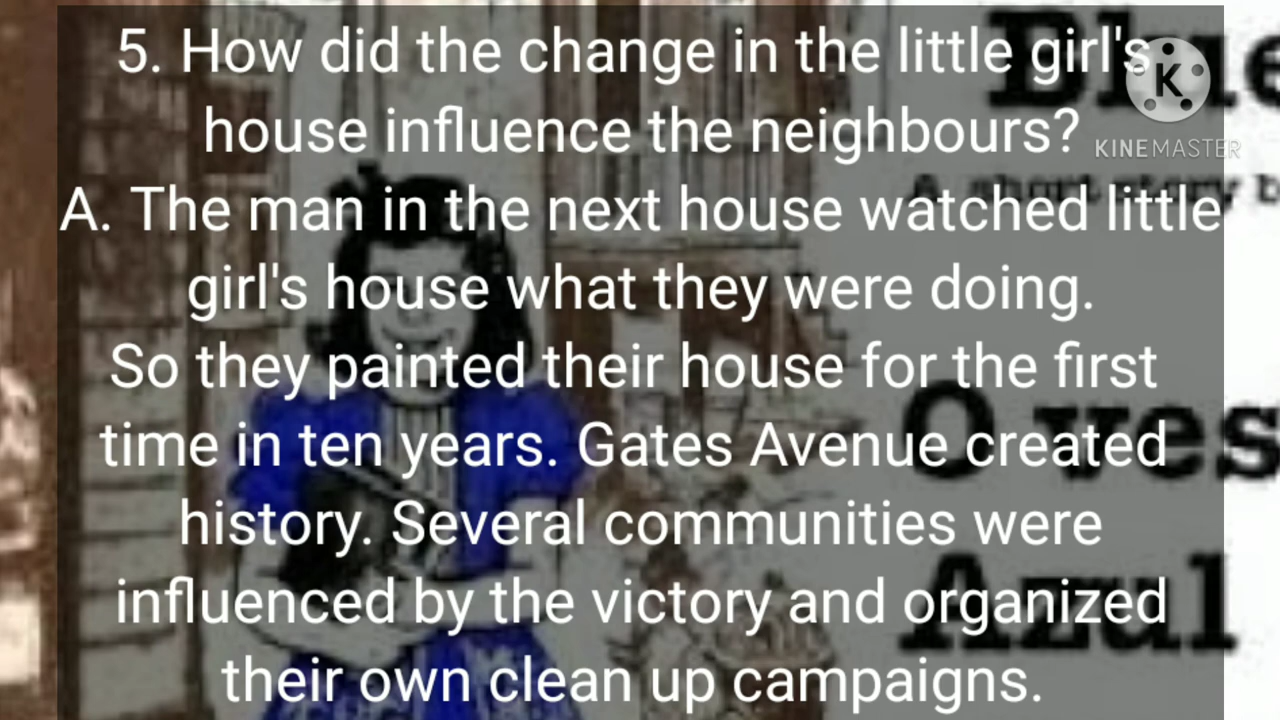 5. How did the change in the little girl's
house influence the neighbours?
KINEMASTER
A. The man in the next house watched little
girl's house what they were doing.
So they painted their house for the first
time in ten years. Gates Avenue created
history. Several communities were
influenced by the victory and organized
their own clean up campaigns.
A short story b
Azul